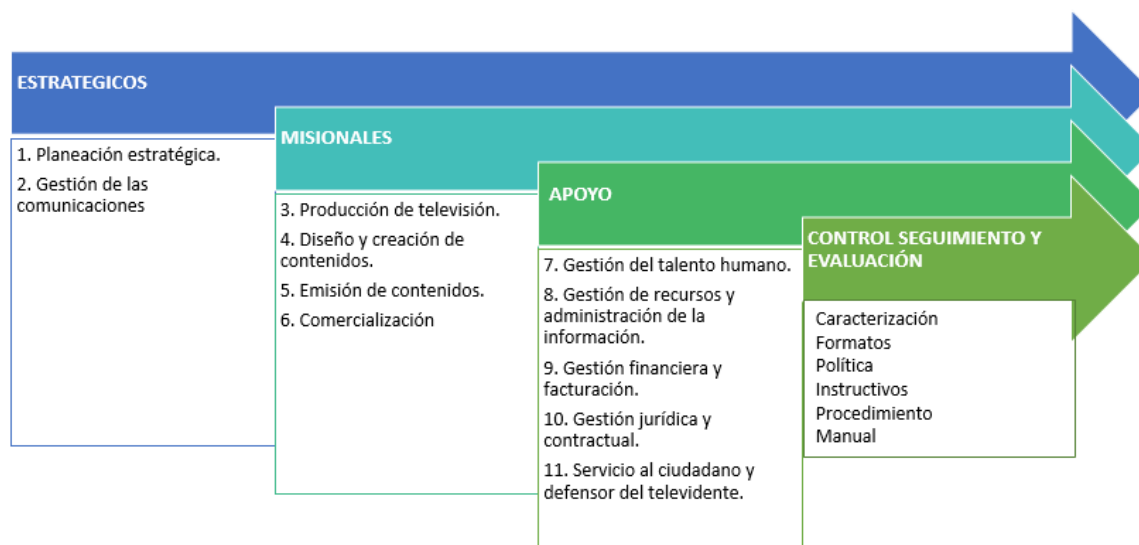 ESTRATEGICOS
1. Planeación estratégica.
2. Gestión de las
comunicaciones
MISIONALES
3. Producción de televisión.
4. Diseño y creación de
contenidos.
5. Emisión de contenidos.
6. Comercialización
APOYO
7. Gestión del talento humano.
8. Gestión de recursos y
administración de la
información.
9. Gestión financiera y
facturación.
10. Gestión jurídica y
contractual.
11. Servicio al ciudadano y
defensor del televidente.
CONTROL SEGUIMIENTO Y
EVALUACIÓN
Caracterización
Formatos
Política
Instructivos
Procedimiento
Manual